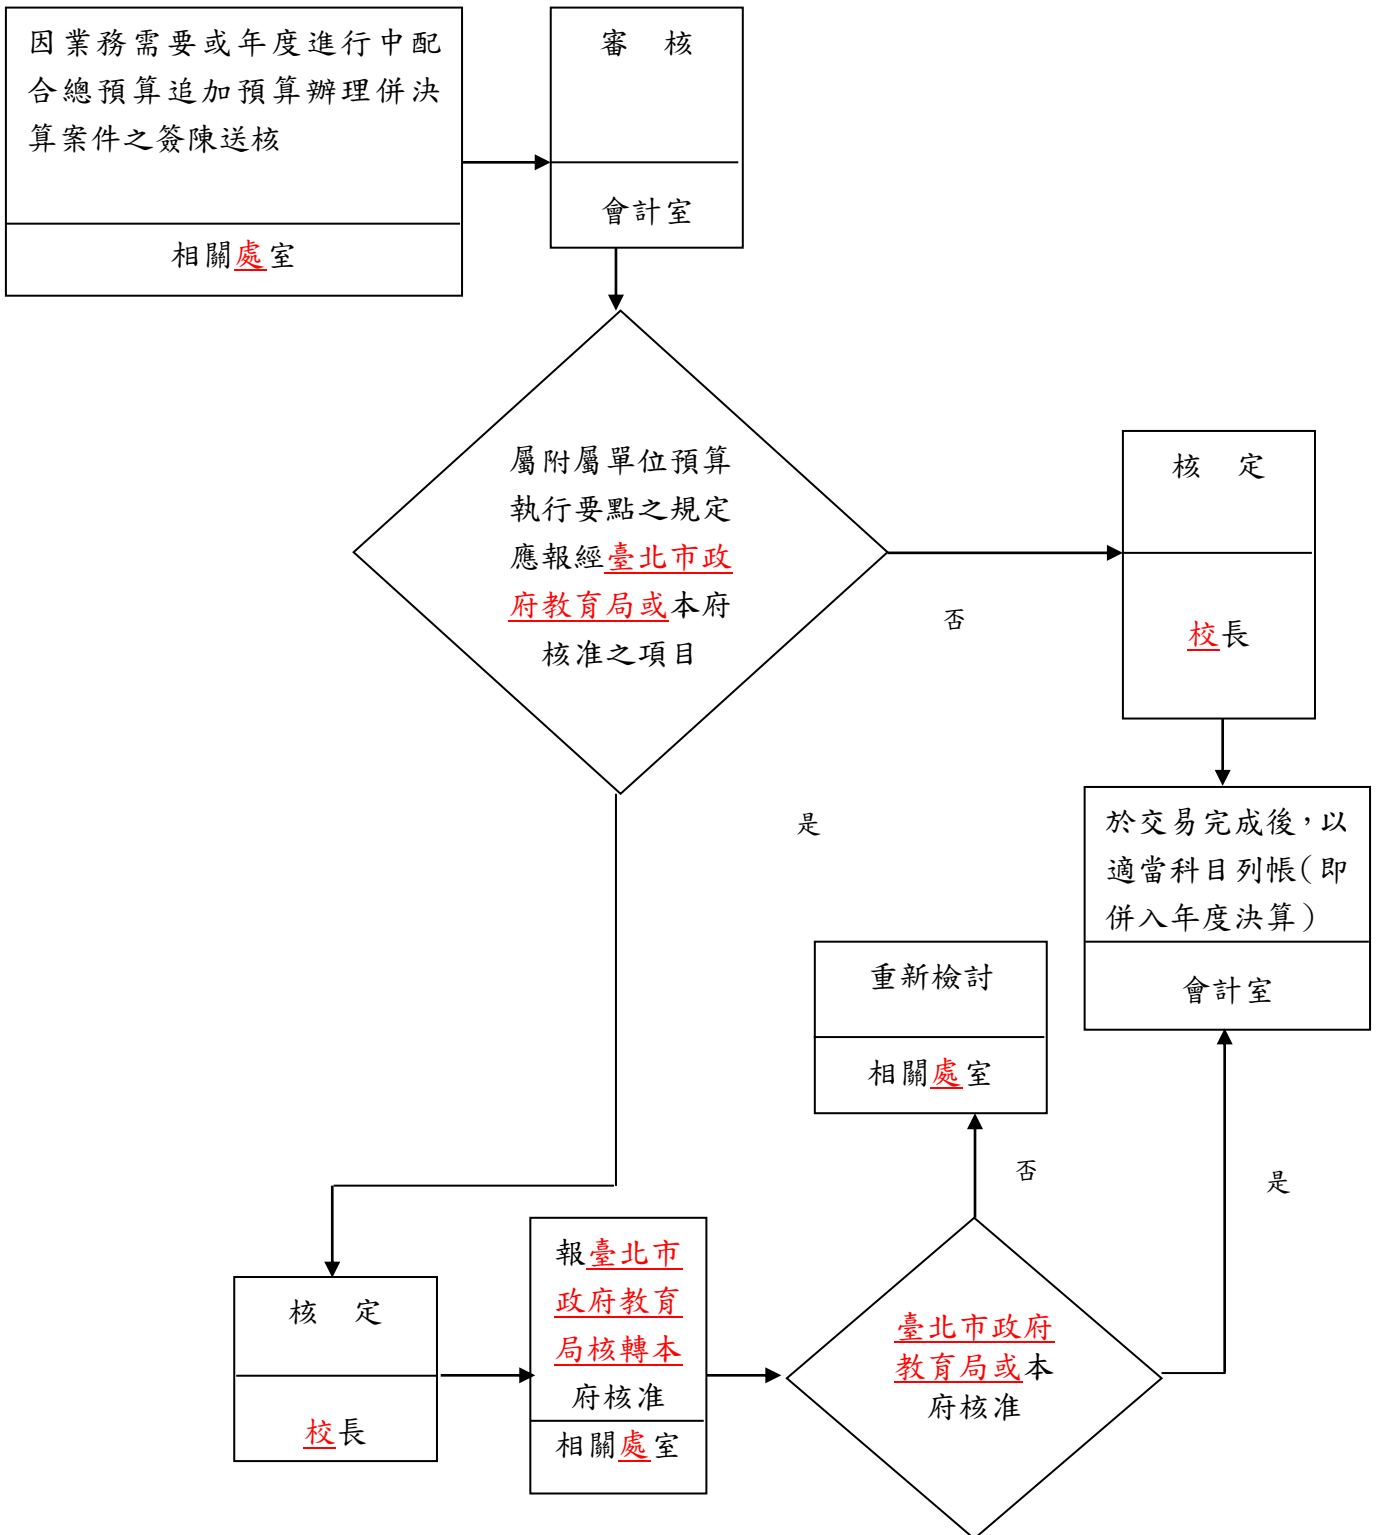 因業務需要或年度進行中配
合總預算追加預算辦理併決
算案件之簽陳送核
相關處室
審　核
會計室
屬附屬單位預算
執行要點之規定
應報經臺北市政
府教育局或本府
核准之項目
否
核　定
校長
是
於交易完成後，以
適當科目列帳（即
併入年度決算）
會計室
重新檢討
相關處室
否
是
核　定
校長
報臺北市
政府教育
局核轉本
府核准
相關處室
臺北市政府
教育局或本
府核准